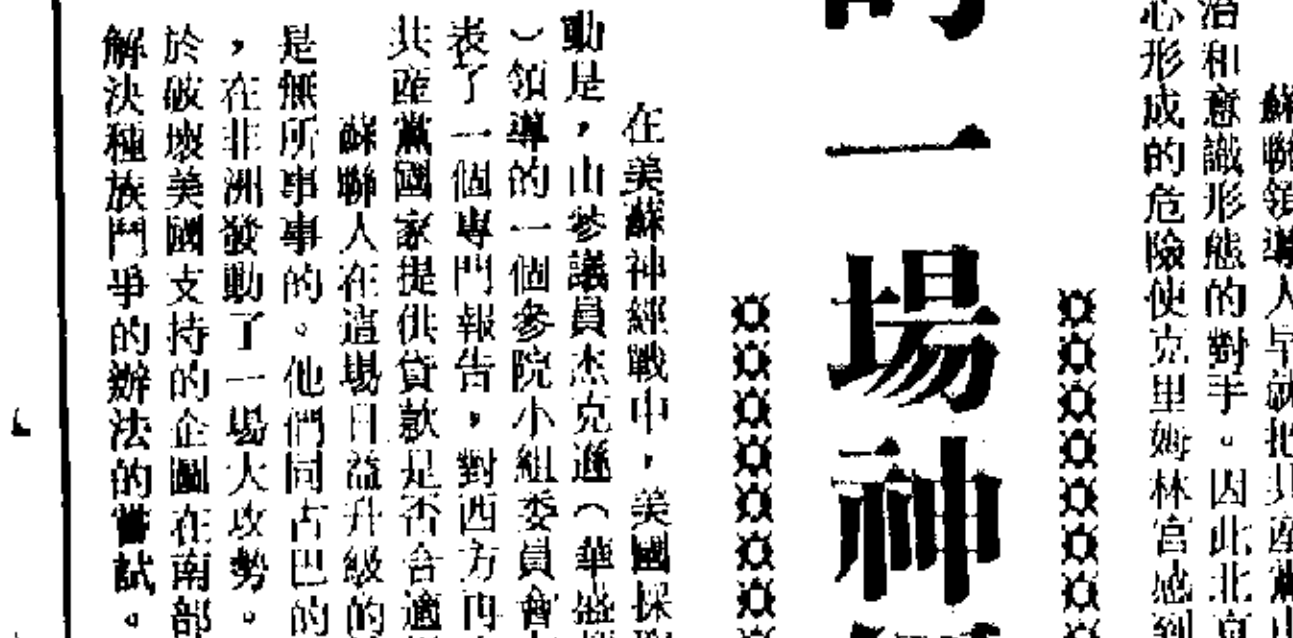 蘇聯領導人早就把共産黨
治和意識形態的對手。因此北京
心形成的危險使克里姆林宮感到
一場神
在美蘇神經戰中，美國採
動是，由參議員杰克遜（華盛
）領導的一個參院小組委員會
表了一個專門報告，對西方再
共産黨國家提供貸款是否合適
蘇聯人在這場日益升級的
是無所事事的。他們同古巴的
，在非洲發動了一場大攻勢。
於破壞美國支持的企圖在南部
解決種族鬥爭的辦法的嘗試。